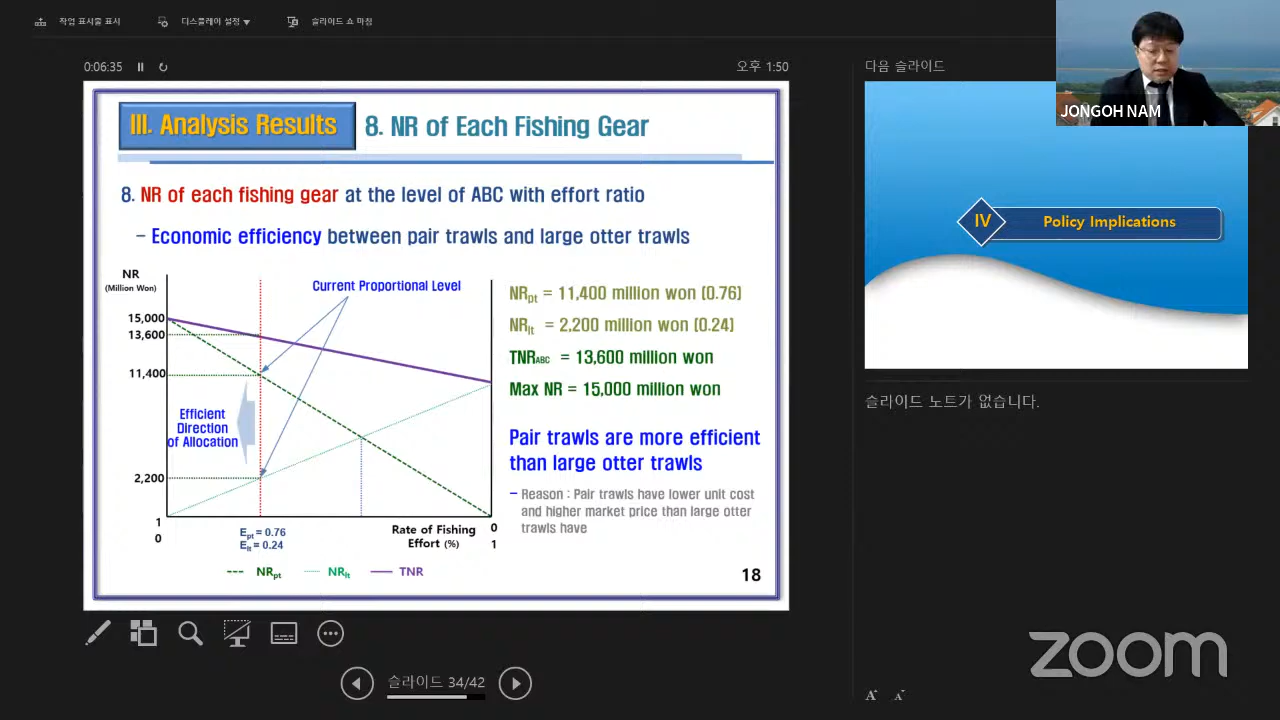 작업 표시줄 표시
디스플레이 설정 ▼
슬라이드 쇼 마침
0:06:35
오후 1:50
다음 슬라이드
JONGOH NAM
III. Analysis Results
8. NR of Each Fishing Gear
8. NR of each fishing gear at the level of ABC with effort ratio
– Economic efficiency between pair trawls and large otter trawls
NR
(Million Won)
Current Proportional Level
15,000
13,600
11,400
2,200
1
0
Efficient
Direction
of Allocation
Ept = 0.76
Elt = 0.24
Rate of Fishing
Effort (%)
0
1
NRpt
NRlt
TNR
NRpt = 11,400 million won (0.76)
NRlt = 2,200 million won (0.24)
TNRABC = 13,600 million won
Max NR = 15,000 million won
Pair trawls are more efficient
than large otter trawls
– Reason : Pair trawls have lower unit cost
and higher market price than large otter
trawls have
18
IV
Policy Implications
슬라이드 노트가 없습니다.
슬라이드 34/42
zoom
A A